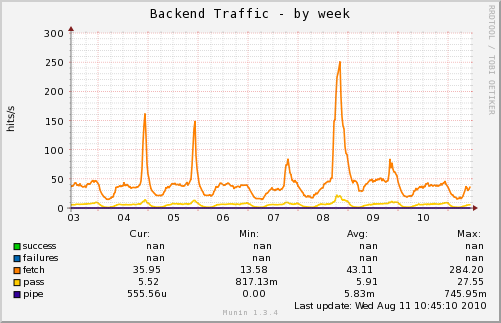 Backend Traffic - by week
RRDTOOL / TOBI OETIKER
hits/s
300
250
200
150
100
50
0
03 04 05 06 07 08 09 10
Cur: Min: Avg: Max:
success nan nan nan nan
failures nan nan nan nan
fetch 35.95 13.58 43.11 284.20
pass 5.52 817.13m 5.91 27.55
pipe 555.56u 0.00 5.83m 745.95m
Last update: Wed Aug 11 10:45:10 2010
Munin 1.3.4